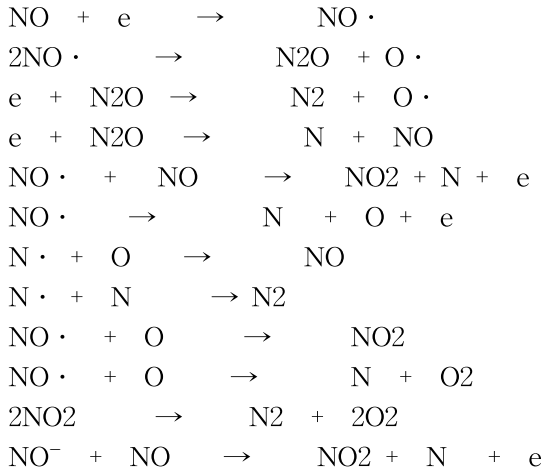 NO + e → NO·
2NO· → N2O + O·
e + N2O → N2 + O·
e + N2O → N + NO
NO· + NO → NO2 + N + e
NO· → N + O + e
N· + O → NO
N· + N → N2
NO· + O → NO2
NO· + O → N + O2
2NO2 → N2 + 2O2
NO⁻ + NO → NO2 + N + e